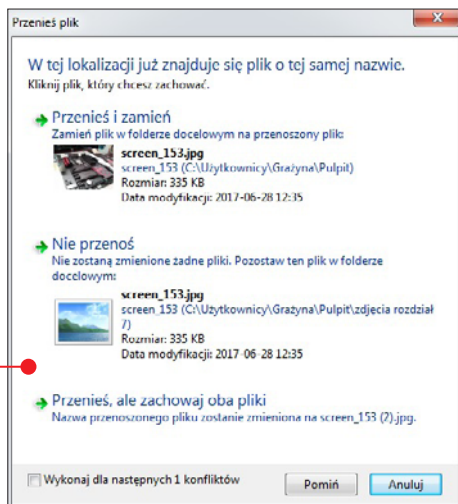 Przenieś plik
W tej lokalizacji już znajduje się plik o tej samej nazwie.
Kliknij plik, który chcesz zachować.
Przenieś i zamień
Zamień plik w folderze docelowym na przenoszony plik:
screen_153.jpg
screen_153 (C:\Użytkownicy\Grażyna\Pulpit)
Rozmiar: 335 KB
Data modyfikacji: 2017-06-28 12:35
Nie przenoś
Nie zostaną zmienione żadne pliki. Pozostaw ten plik w folderze
docelowym:
screen_153.jpg
screen_153 (C:\Użytkownicy\Grażyna\Pulpit\zdjęcia rozdział
7)
Rozmiar: 335 KB
Data modyfikacji: 2017-06-28 12:35
Przenieś, ale zachowaj oba pliki
Nazwa przenoszonego pliku zostanie zmieniona na screen_153 (2).jpg.
Wykonaj dla następnych 1 konfliktów
Pomiń
Anuluj